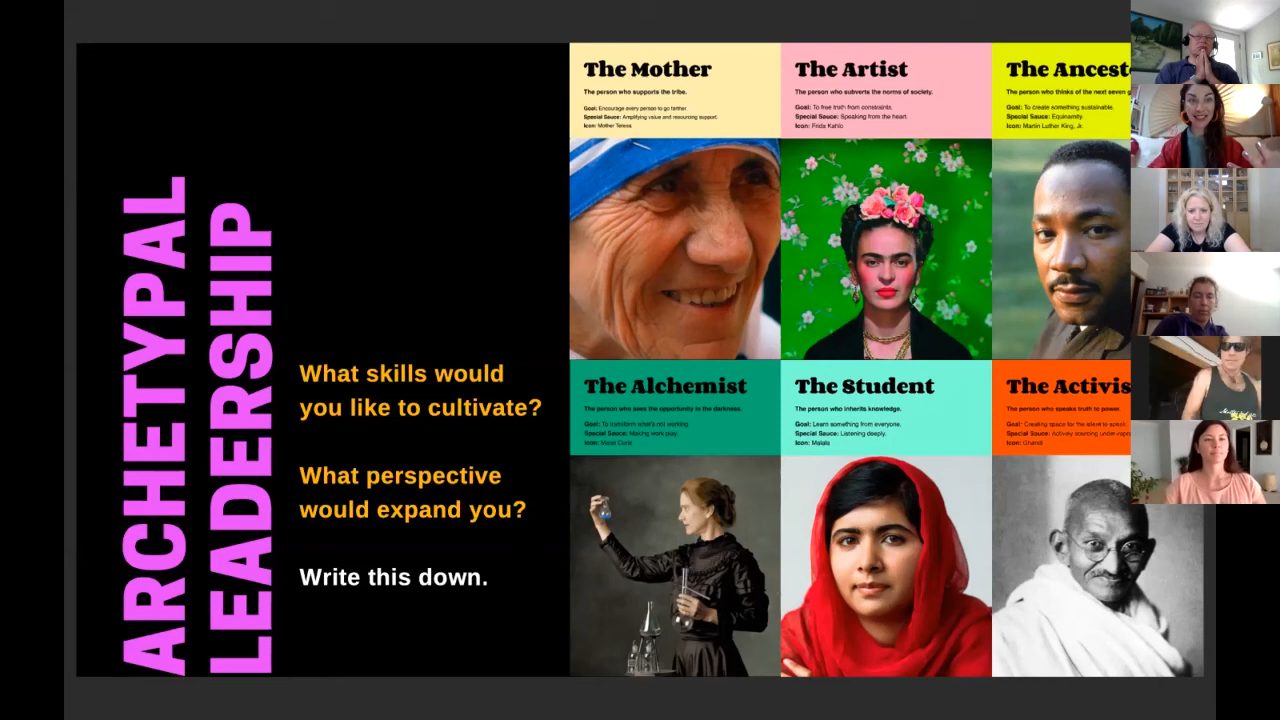 ARCHETYPAL
LEADERSHIP
What skills would
you like to cultivate?
What perspective
would expand you?
Write this down.
The Mother
The person who supports the tribe.
Goal: Encourage every person to go farther.
Special Sauce: Amplifying value and resourcing support.
Icon: Mother Teresa
The Artist
The person who subverts the norms of society.
Goal: To free truth from constraints.
Special Sauce: Speaking from the heart.
Icon: Frida Kahlo
The Ancest
The person who thinks of the next seven g
Goal: To create something sustainable.
Special Sauce: Equinamity.
Icon: Martin Luther King, Jr.
The Alchemist
The person who sees the opportunity in the darkness.
Goal: To transform what's not working.
Special Sauce: Making work play.
Icon: Marie Curie
The Student
The person who inherits knowledge.
Goal: Learn something from everyone.
Special Sauce: Listening deeply.
Icon: Malala
The Activis
The person who speaks truth to power.
Goal: Creating space for the silent to speak.
Special Sauce: Actively sourcing under-repre
Icon: Ghandi